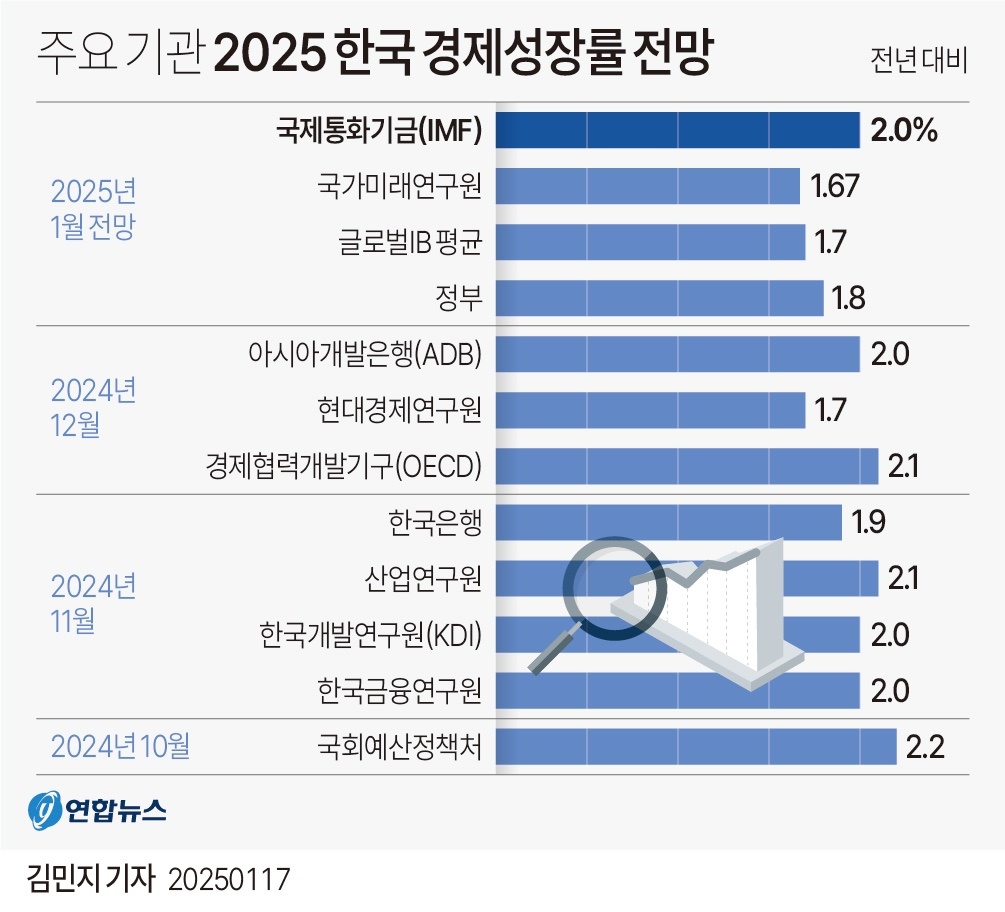 주요 기관 2025 한국 경제성장률 전망
전년 대비
2025년
1월 전망
국제통화기금(IMF) 2.0%
국가미래연구원 1.67
글로벌IB 평균 1.7
정부 1.8
2024년
12월
아시아개발은행(ADB) 2.0
현대경제연구원 1.7
경제협력개발기구(OECD) 2.1
2024년
11월
한국은행 1.9
산업연구원 2.1
한국개발연구원(KDI) 2.0
한국금융연구원 2.0
2024년 10월
국회예산정책처 2.2
연합뉴스
김민지 기자 20250117